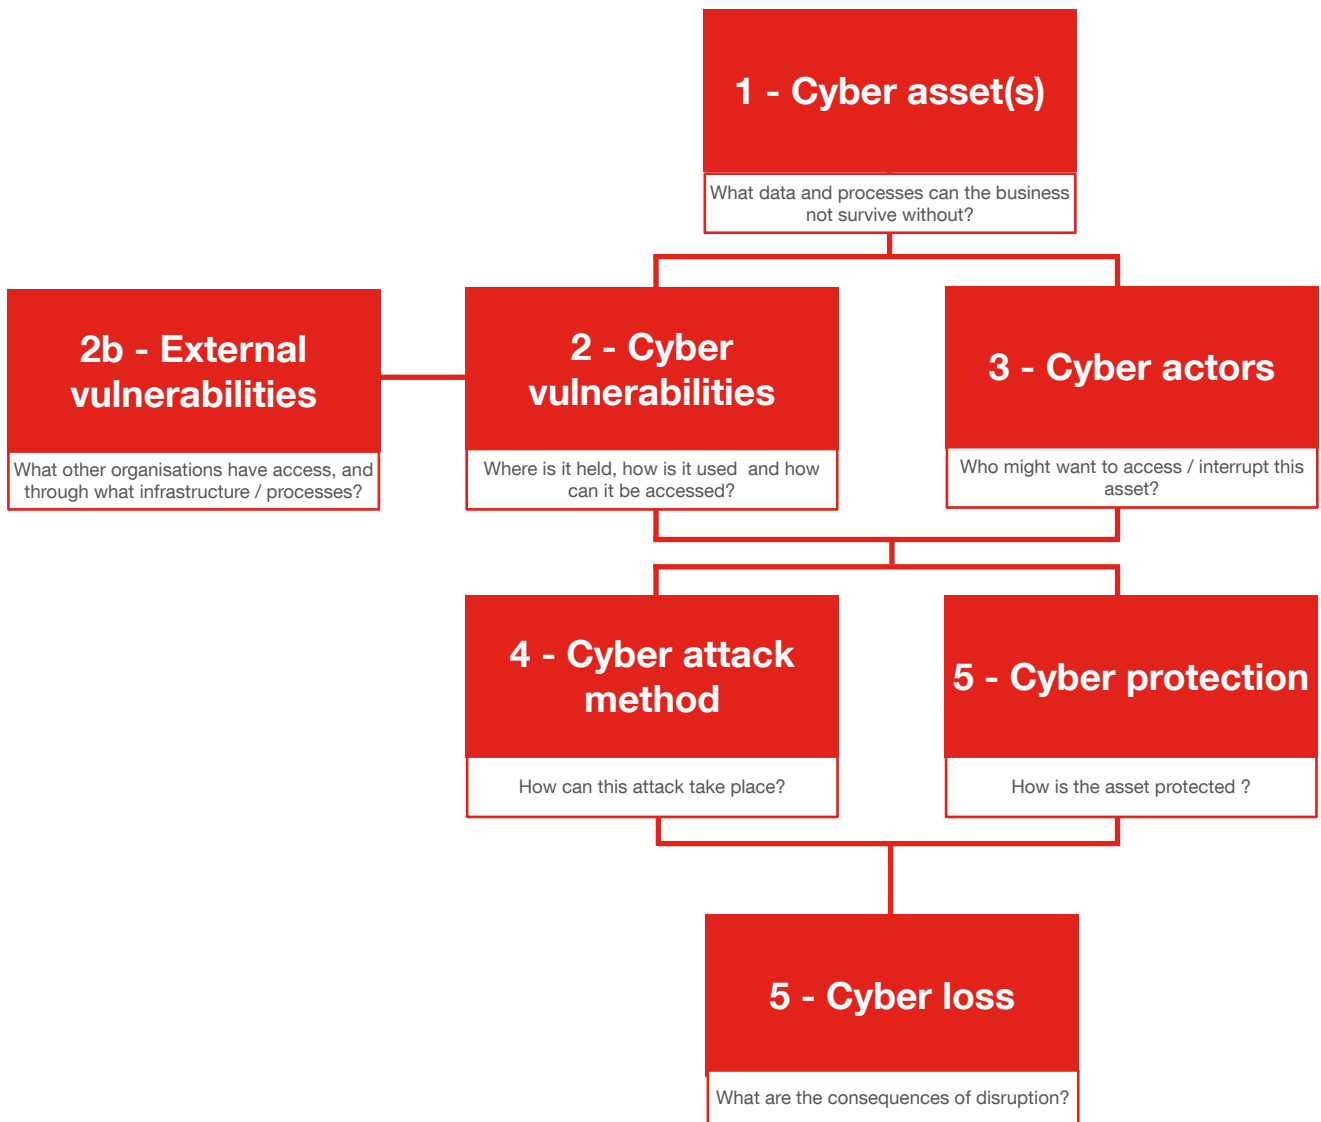 1 - Cyber asset(s)
What data and processes can the business
not survive without?
2b - External
vulnerabilities
What other organisations have access, and
through what infrastructure / processes?
2 - Cyber
vulnerabilities
Where is it held, how is it used  and how
can it be accessed?
3 - Cyber actors
Who might want to access / interrupt this
asset?
4 - Cyber attack
method
How can this attack take place?
5 - Cyber protection
How is the asset protected ?
5 - Cyber loss
What are the consequences of disruption?